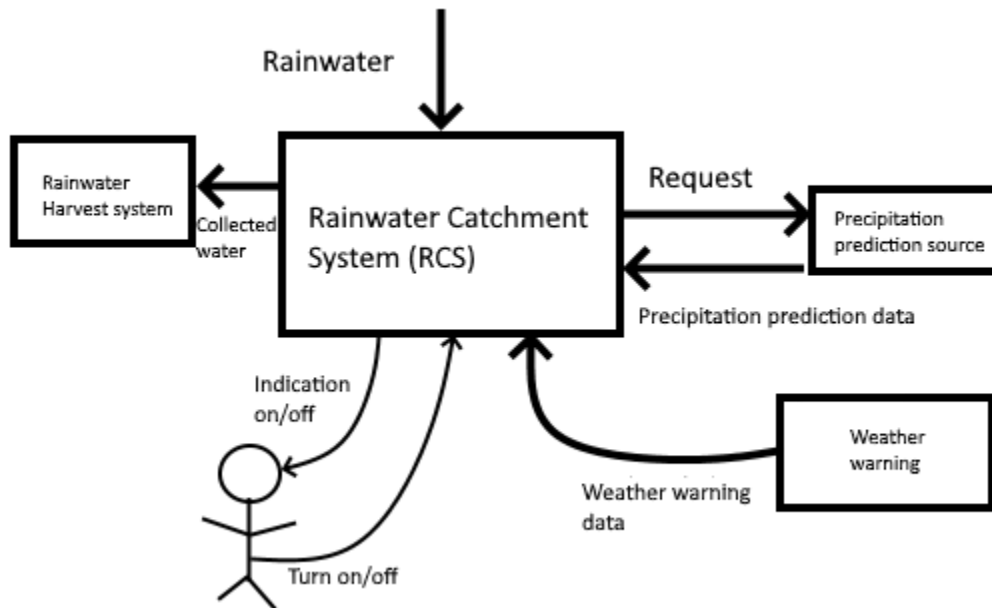 Rainwater
Rainwater
Harvest system
Collected
water
Rainwater Catchment
System (RCS)
Request
Precipitation
prediction source
Precipitation prediction data
Indication
on/off
Turn on/off
Weather warning
data
Weather
warning